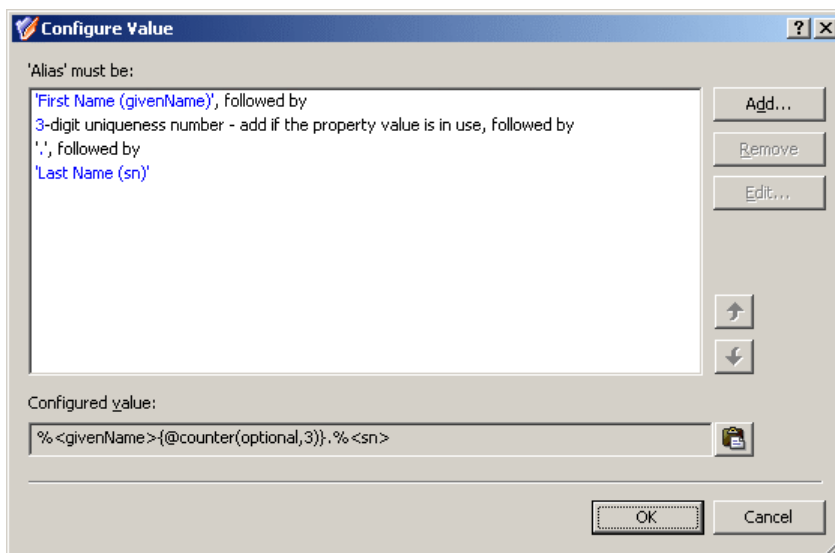 Configure Value
'Alias' must be:
'First Name (givenName)', followed by
3-digit uniqueness number - add if the property value is in use, followed by
'.', followed by
'Last Name (sn)'
Add...
Remove
Edit...
Configured value:
%<givenName>{@counter(optional,3)}.%<sn>
OK
Cancel